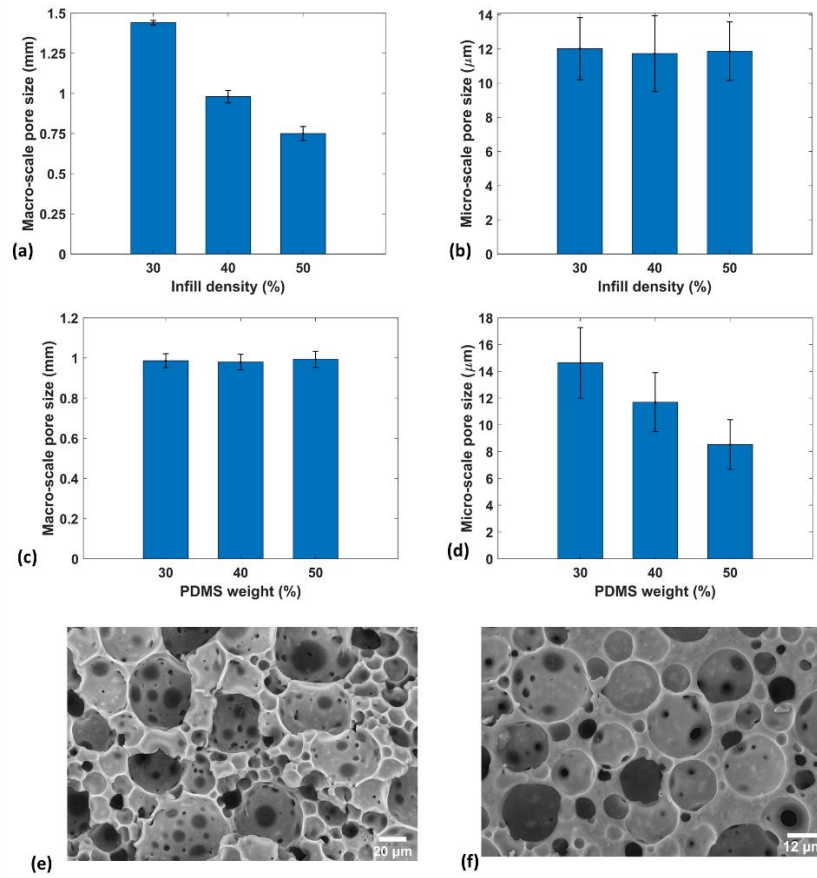 1.5
1.25
1
0.75
0.5
0.25
0
Macro-scale pore size (mm)
30 40 50
Infill density (%)
(a)
14
12
10
8
6
4
2
0
Micro-scale pore size (μm)
30 40 50
Infill density (%)
(b)
1.2
1
0.8
0.6
0.4
0.2
0
Macro-scale pore size (mm)
30 40 50
PDMS weight (%)
(c)
18
16
14
12
10
8
6
4
2
0
Micro-scale pore size (μm)
30 40 50
PDMS weight (%)
(d)
20 μm
(e)
12 μm
(f)